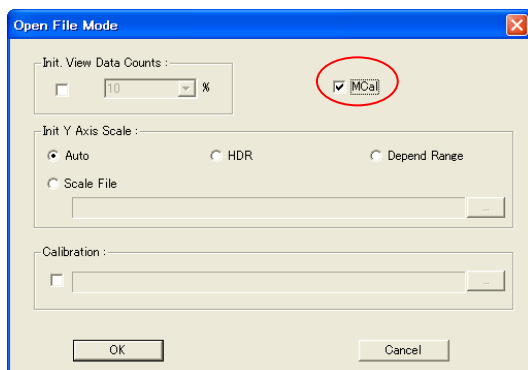 Open File Mode
Init. View Data Counts :
10 %
MCal
Init Y Axis Scale :
Auto HDR Depend Range
Scale File
...
Calibration :
...
OK Cancel